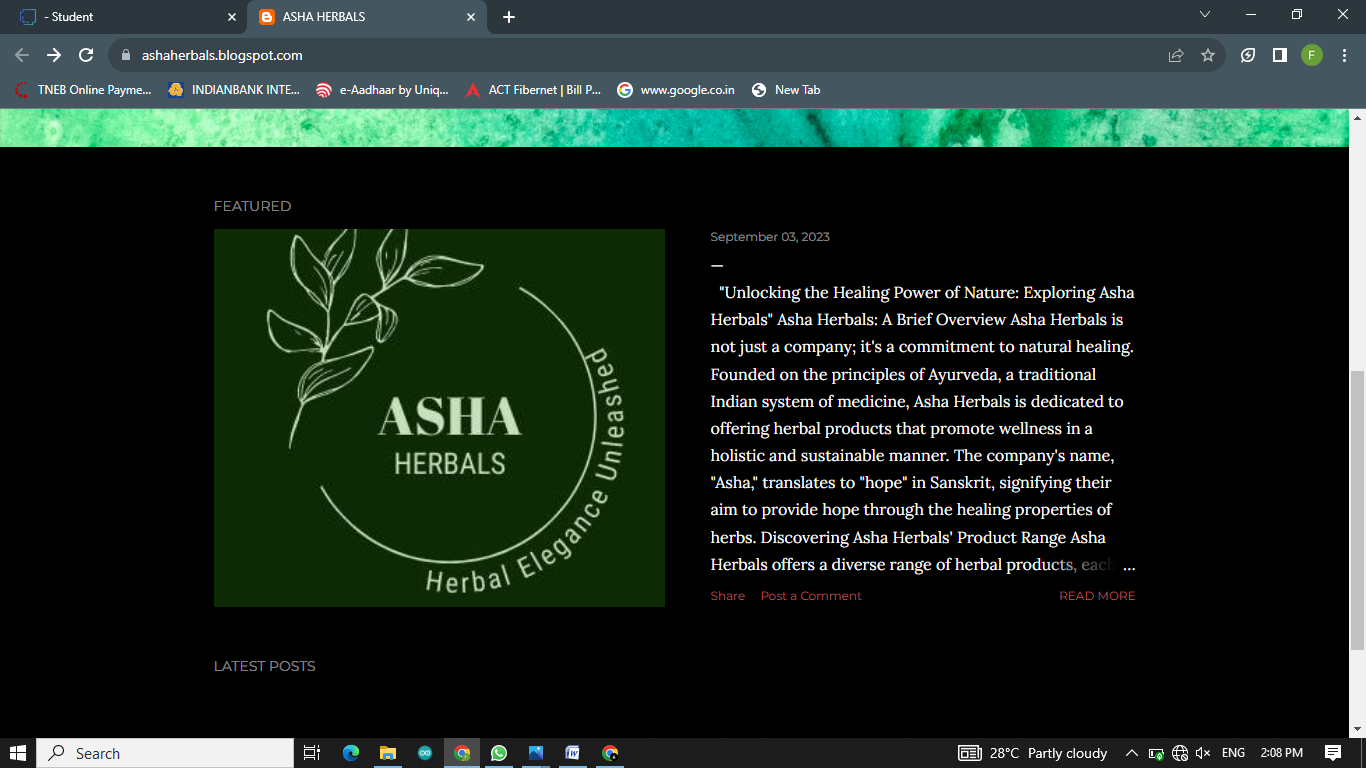 - Student
ASHA HERBALS
ashaherbals.blogspot.com
F
TNEB Online Payme...
INDIANBANK INTE...
e-Aadhaar by Uniq...
ACT Fibernet | Bill P...
www.google.co.in
New Tab
FEATURED
ASHA
HERBALS
Herbal Elegance Unleashed
September 03, 2023
"Unlocking the Healing Power of Nature: Exploring Asha
Herbals" Asha Herbals: A Brief Overview Asha Herbals is
not just a company; it's a commitment to natural healing.
Founded on the principles of Ayurveda, a traditional
Indian system of medicine, Asha Herbals is dedicated to
offering herbal products that promote wellness in a
holistic and sustainable manner. The company's name,
"Asha," translates to "hope" in Sanskrit, signifying their
aim to provide hope through the healing properties of
herbs. Discovering Asha Herbals' Product Range Asha
Herbals offers a diverse range of herbal products, each ...
Share
Post a Comment
READ MORE
LATEST POSTS
Search
28°C Partly cloudy
ENG
2:08 PM